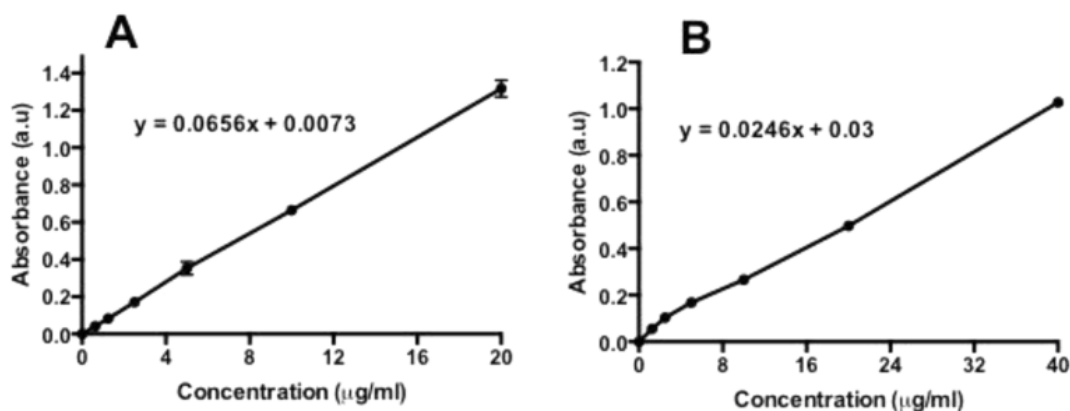 A
Absorbance (a.u)
1.4
1.2
1.0
0.8
0.6
0.4
0.2
0.0
y = 0.0656x + 0.0073
0 4 8 12 16 20
Concentration (μg/ml)
B
Absorbance (a.u)
1.2
1.0
0.8
0.6
0.4
0.2
0.0
y = 0.0246x + 0.03
0 8 16 24 32 40
Concentration (μg/ml)